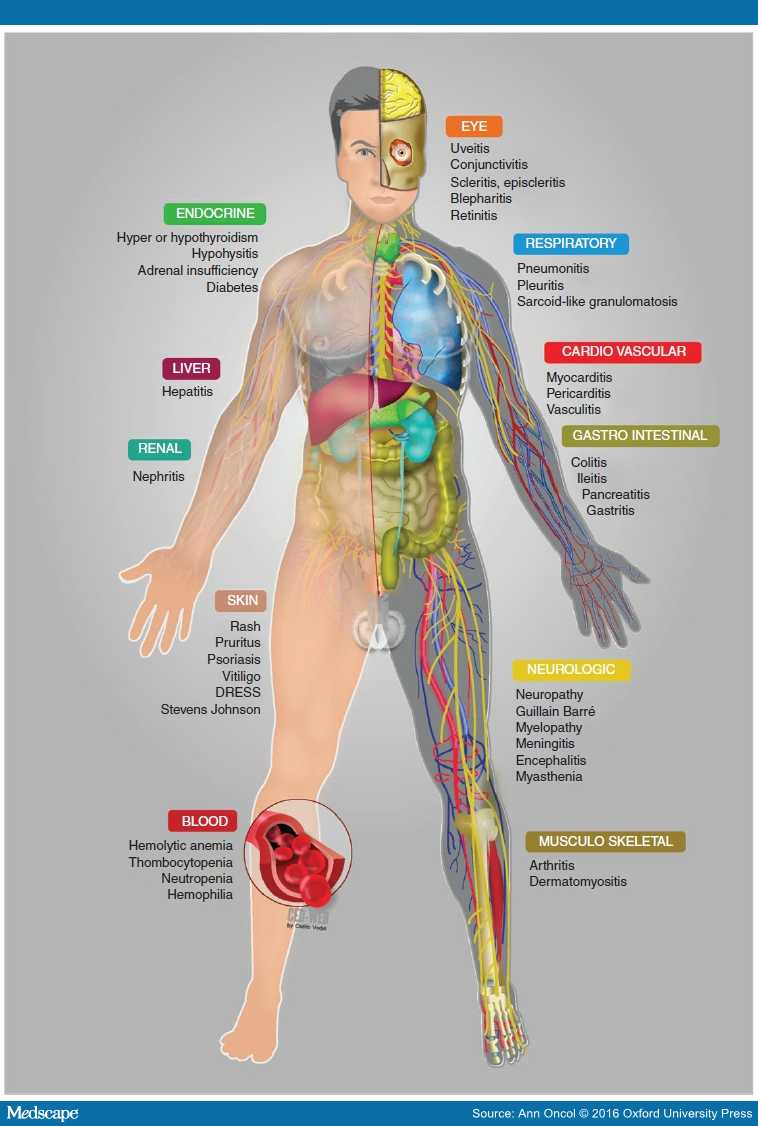 EYE
Uveitis
Conjunctivitis
Scleritis, episcleritis
Blepharitis
Retinitis
ENDOCRINE
Hyper or hypothyroidism
Hypohysitis
Adrenal insufficiency
Diabetes
RESPIRATORY
Pneumonitis
Pleuritis
Sarcoid-like granulomatosis
LIVER
Hepatitis
CARDIO VASCULAR
Myocarditis
Pericarditis
Vasculitis
RENAL
Nephritis
GASTRO INTESTINAL
Colitis
Ileitis
Pancreatitis
Gastritis
SKIN
Rash
Pruritus
Psoriasis
Vitiligo
DRESS
Stevens Johnson
NEUROLOGIC
Neuropathy
Guillain Barré
Myelopathy
Meningitis
Encephalitis
Myasthenia
BLOOD
Hemolytic anemia
Thombocytopenia
Neutropenia
Hemophilia
MUSCULO SKELETAL
Arthritis
Dermatomyositis
by
Medscape
Source: Ann Oncol © 2016 Oxford University Press